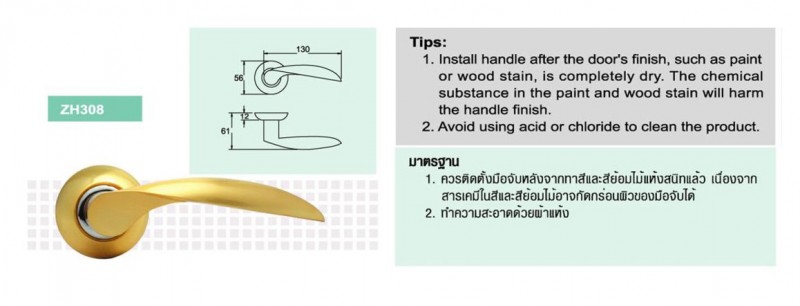 ZH308
130
56
12
61
Tips:
1. Install handle after the door's finish, such as paint
or wood stain, is completely dry. The chemical
substance in the paint and wood stain will harm
the handle finish.
2. Avoid using acid or chloride to clean the product.
มาตรฐาน
1. ควรติดตั้งมือจับหลังจากทาสีและสีย้อมไม้แห้งสนิทแล้ว เนื่องจาก
สารเคมีในสีและสีย้อมไม้อาจกัดกร่อนผิวของมือจับได้
2. ทำความสะอาดด้วยผ้าแห้ง